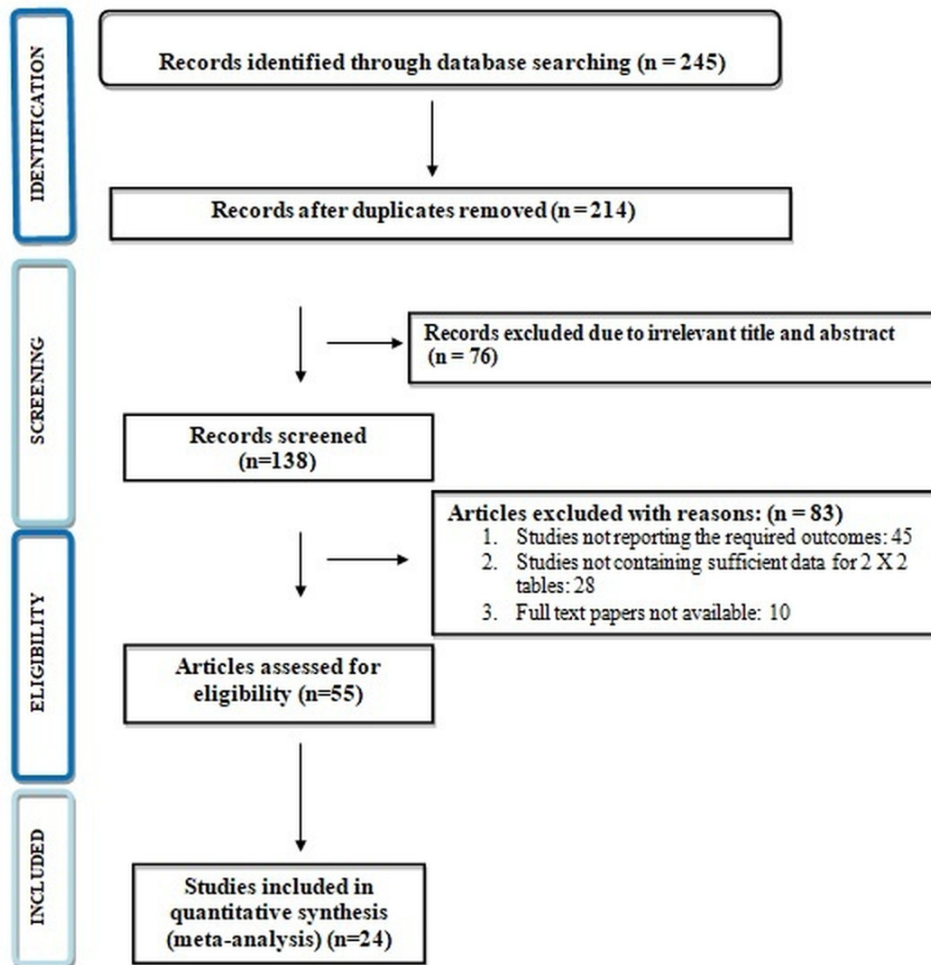 IDENTIFICATION
Records identified through database searching (n = 245)
Records after duplicates removed (n = 214)
SCREENING
Records excluded due to irrelevant title and abstract
(n = 76)
Records screened
(n=138)
Articles excluded with reasons: (n = 83)
1. Studies not reporting the required outcomes: 45
2. Studies not containing sufficient data for 2 X 2
tables: 28
3. Full text papers not available: 10
ELIGIBILITY
Articles assessed for
eligibility (n=55)
INCLUDED
Studies included in
quantitative synthesis
(meta-analysis) (n=24)